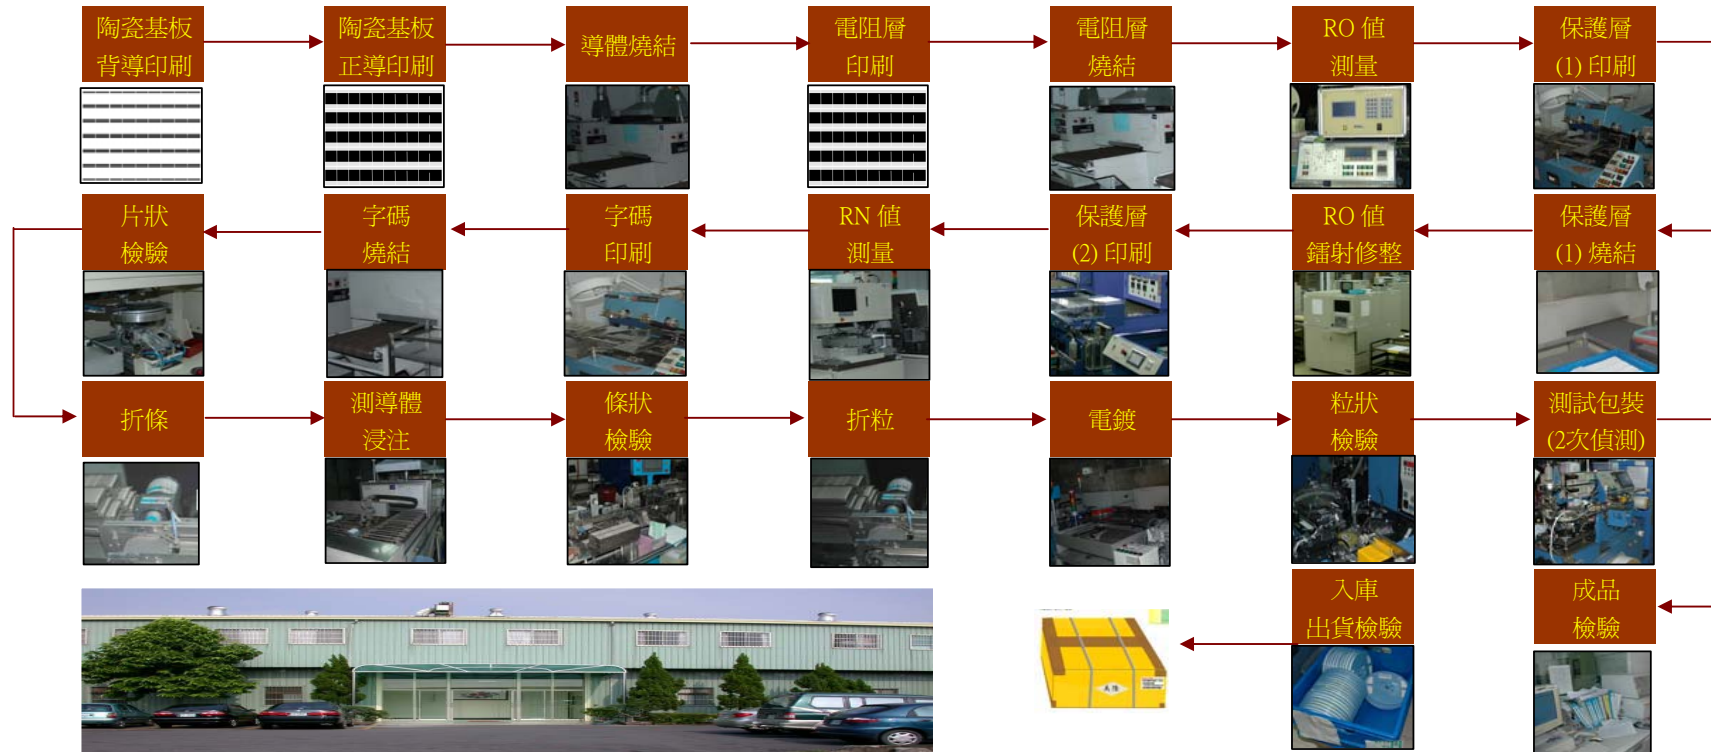 陶瓷基板
背導印刷
陶瓷基板
正導印刷
導體燒結
電阻層
印刷
電阻層
燒結
RO 值
測量
保護層
(1) 印刷
保護層
(1) 燒結
RO 值
鐳射修整
保護層
(2) 印刷
RN 值
測量
字碼
印刷
字碼
燒結
片狀
檢驗
折條
測導體
浸注
條狀
檢驗
折粒
電鍍
粒狀
檢驗
測試包裝
(2次偵測)
成品
檢驗
入庫
出貨檢驗